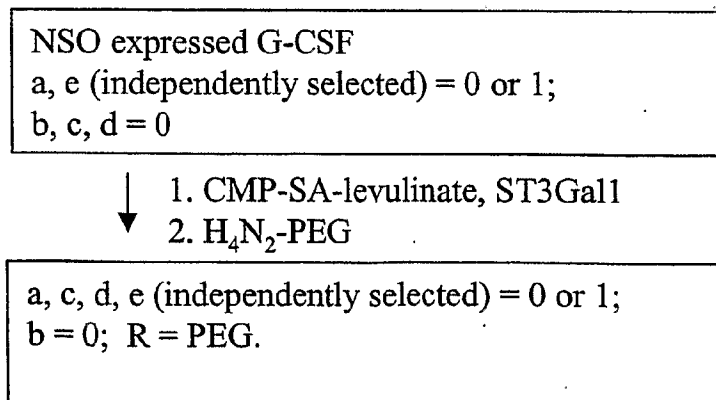 NSO expressed G-CSF
a, e (independently selected) = 0 or 1;
b, c, d = 0
1. CMP-SA-levulinate, ST3Gal1
2. H₄N₂-PEG
a, c, d, e (independently selected) = 0 or 1;
b = 0; R = PEG.